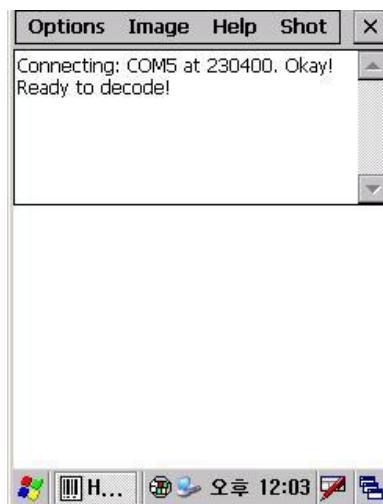 Options Image Help Shot ×
Connecting: COM5 at 230400. Okay!
Ready to decode!
H... 오후 12:03